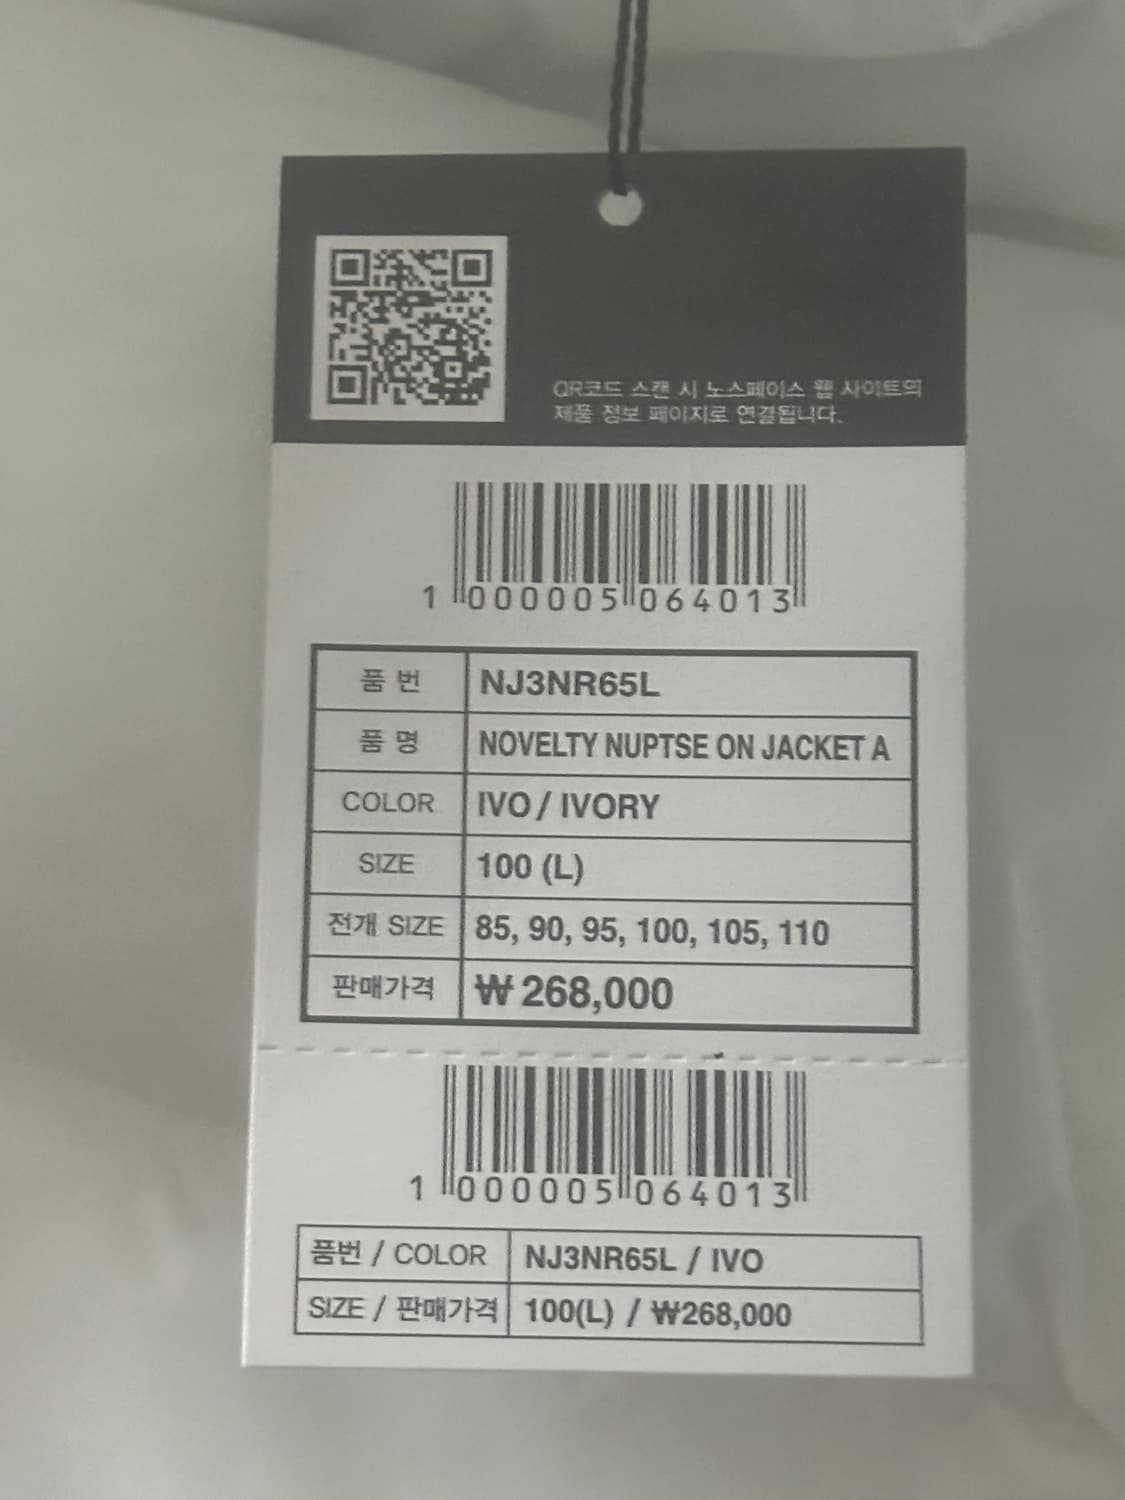 QR코드 스캔 시 노스페이스 웹 사이트의
제품 정보 페이지로 연결됩니다.
1 000005 064013
품 번 NJ3NR65L
품 명 NOVELTY NUPTSE ON JACKET A
COLOR IVO / IVORY
SIZE 100 (L)
전개 SIZE 85, 90, 95, 100, 105, 110
판매가격 ₩ 268,000
1 000005 064013
품번 / COLOR NJ3NR65L / IVO
SIZE / 판매가격 100(L) / ₩268,000